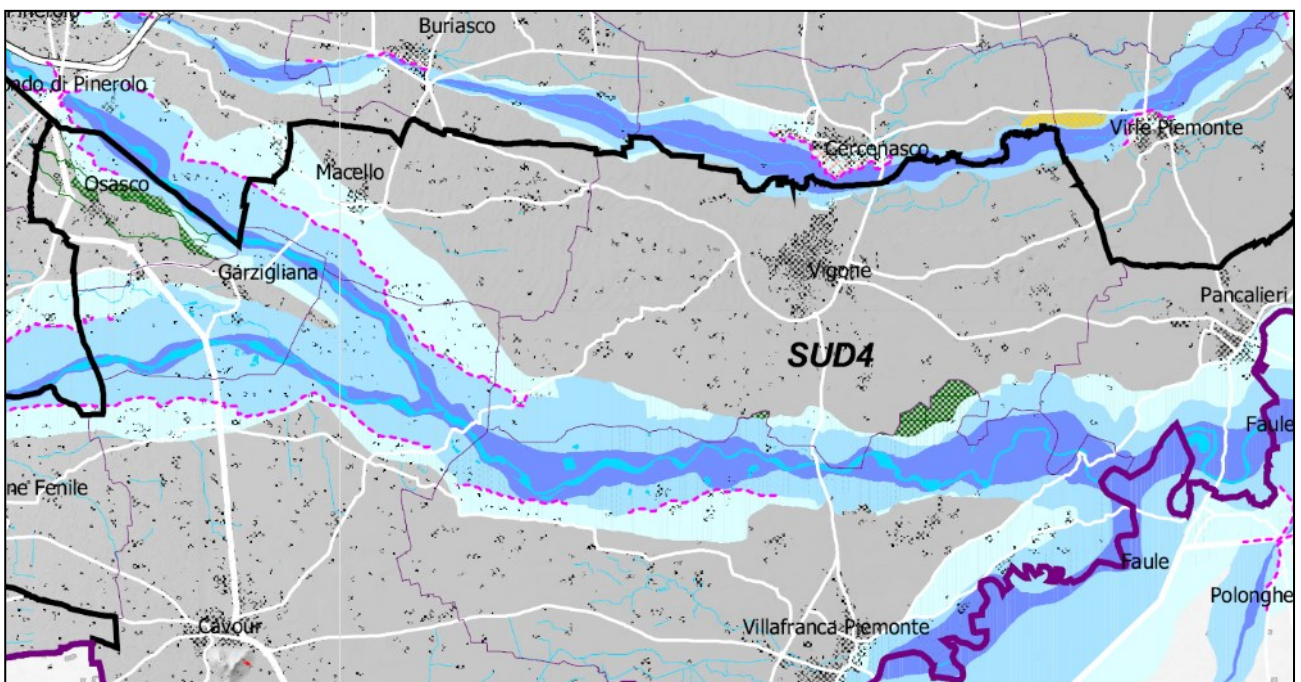 Pinerolo
Buriasco
ondo di Pinerolo
Virle Piemonte
Cercenasco
Macello
Osasco
Garzigliana
Vigone
Pancalieri
SUD4
Faule
ne Fenile
Faule
Polonghe
Cavour
Villafranca Piemonte